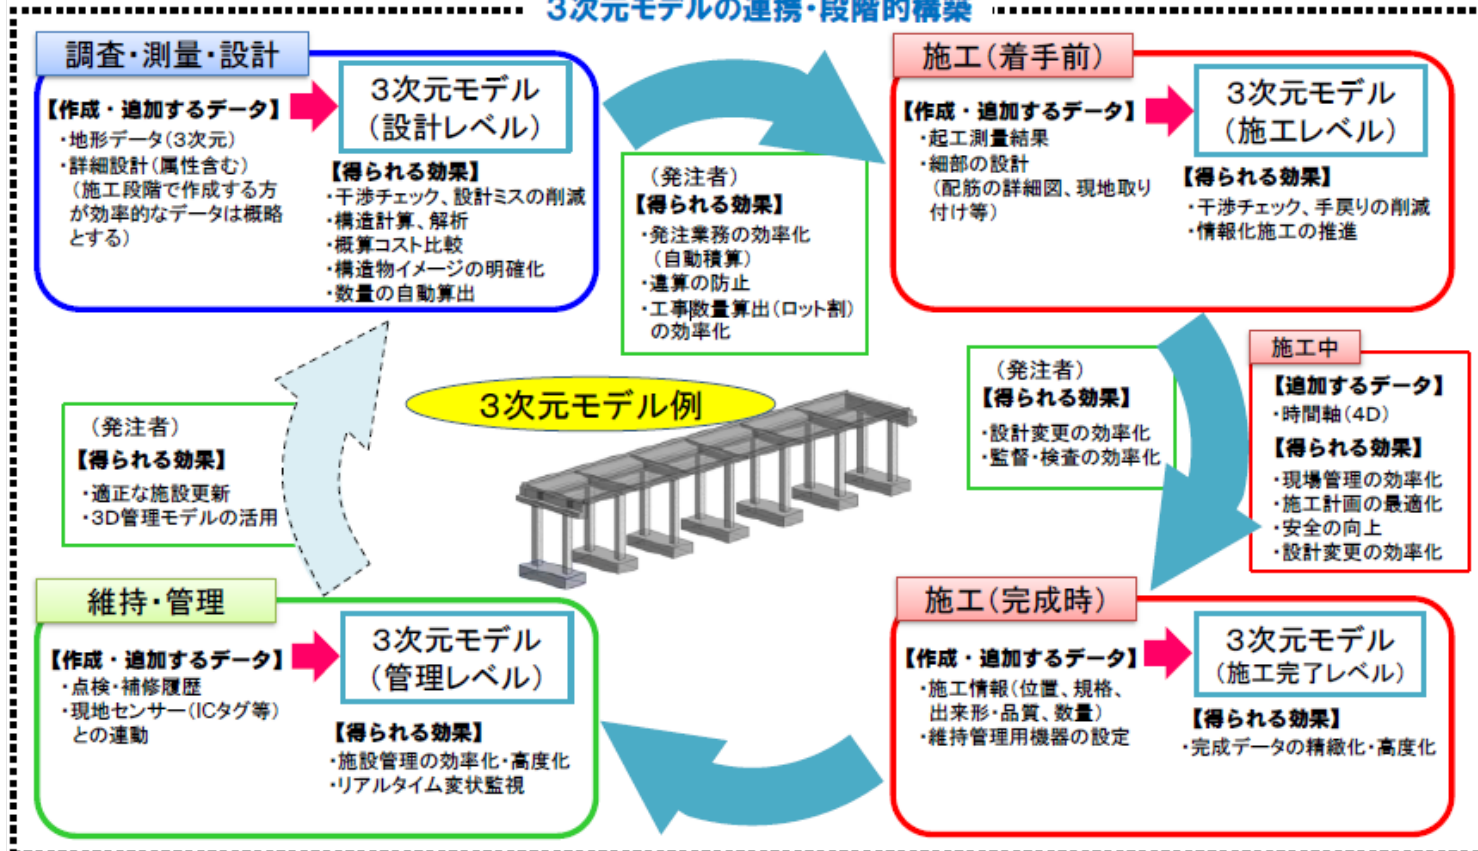 3次元モデルの連携・段階的構築
調査・測量・設計
【作成・追加するデータ】
・地形データ(3次元)
・詳細設計(属性含む)
(施工段階で作成する方
が効率的なデータは概略
とする)
3次元モデル
(設計レベル)
【得られる効果】
・干渉チェック、設計ミスの削減
・構造計算、解析
・概算コスト比較
・構造物イメージの明確化
・数量の自動算出
(発注者)
【得られる効果】
・発注業務の効率化
(自動積算)
・違算の防止
・工事数量算出(ロット割)
の効率化
施工(着手前)
【作成・追加するデータ】
・起工測量結果
・細部の設計
(配筋の詳細図、現地取り
付け等)
3次元モデル
(施工レベル)
【得られる効果】
・干渉チェック、手戻りの削減
・情報化施工の推進
(発注者)
【得られる効果】
・設計変更の効率化
・監督・検査の効率化
施工中
【追加するデータ】
・時間軸(4D)
【得られる効果】
・現場管理の効率化
・施工計画の最適化
・安全の向上
・設計変更の効率化
3次元モデル例
(発注者)
【得られる効果】
・適正な施設更新
・3D管理モデルの活用
維持・管理
【作成・追加するデータ】
・点検・補修履歴
・現地センサー(ICタグ等)
との連動
3次元モデル
(管理レベル)
【得られる効果】
・施設管理の効率化・高度化
・リアルタイム変状監視
施工(完成時)
【作成・追加するデータ】
・施工情報(位置、規格、
出来形・品質、数量)
・維持管理用機器の設定
3次元モデル
(施工完了レベル)
【得られる効果】
・完成データの精緻化・高度化